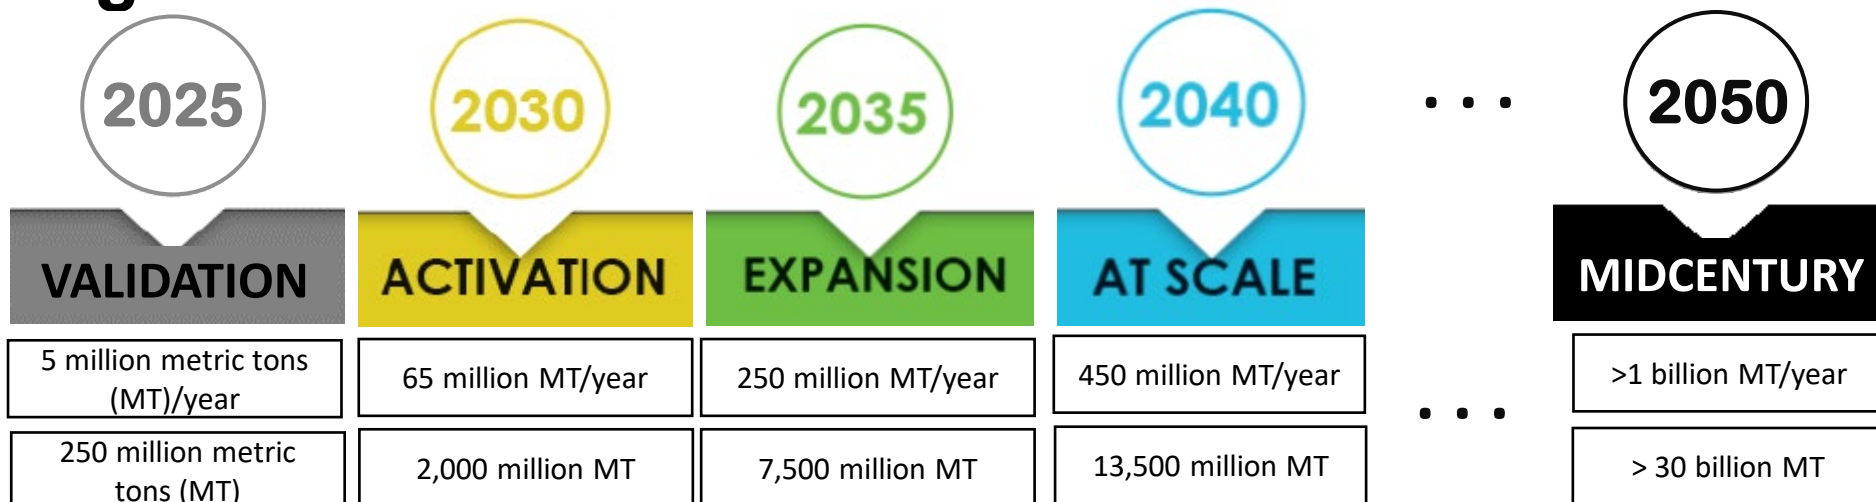 2025
2030
2035
2040
. . .
2050
VALIDATION
ACTIVATION
EXPANSION
AT SCALE
MIDCENTURY
5 million metric tons
(MT)/year
65 million MT/year
250 million MT/year
450 million MT/year
. . .
>1 billion MT/year
250 million metric
tons (MT)
2,000 million MT
7,500 million MT
13,500 million MT
> 30 billion MT